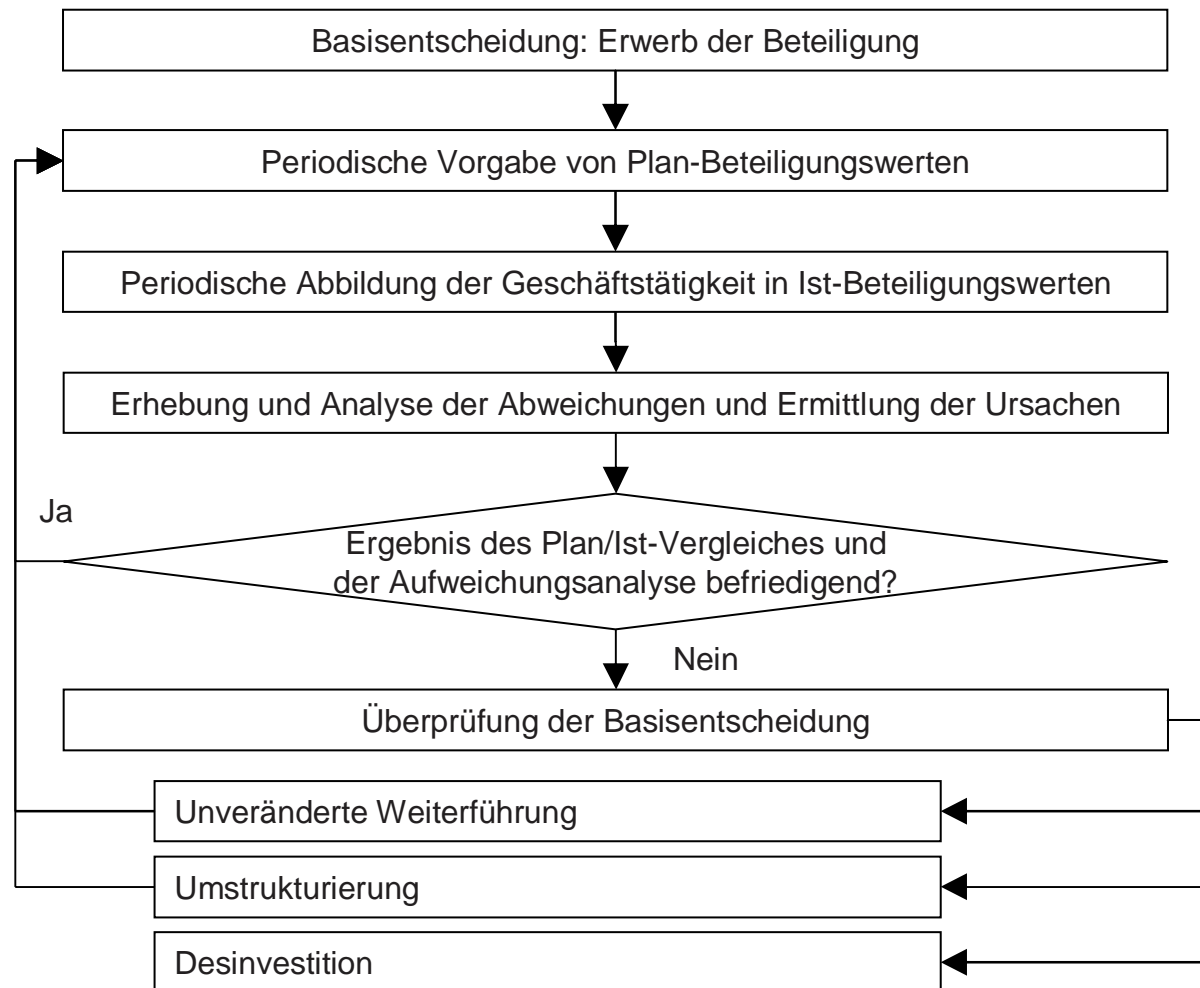 Basisentscheidung: Erwerb der Beteiligung
Periodische Vorgabe von Plan-Beteiligungswerten
Periodische Abbildung der Geschäftstätigkeit in Ist-Beteiligungswerten
Erhebung und Analyse der Abweichungen und Ermittlung der Ursachen
Ja
Ergebnis des Plan/Ist-Vergleiches und
der Aufweichungsanalyse befriedigend?
Nein
Überprüfung der Basisentscheidung
Unveränderte Weiterführung
Umstrukturierung
Desinvestition